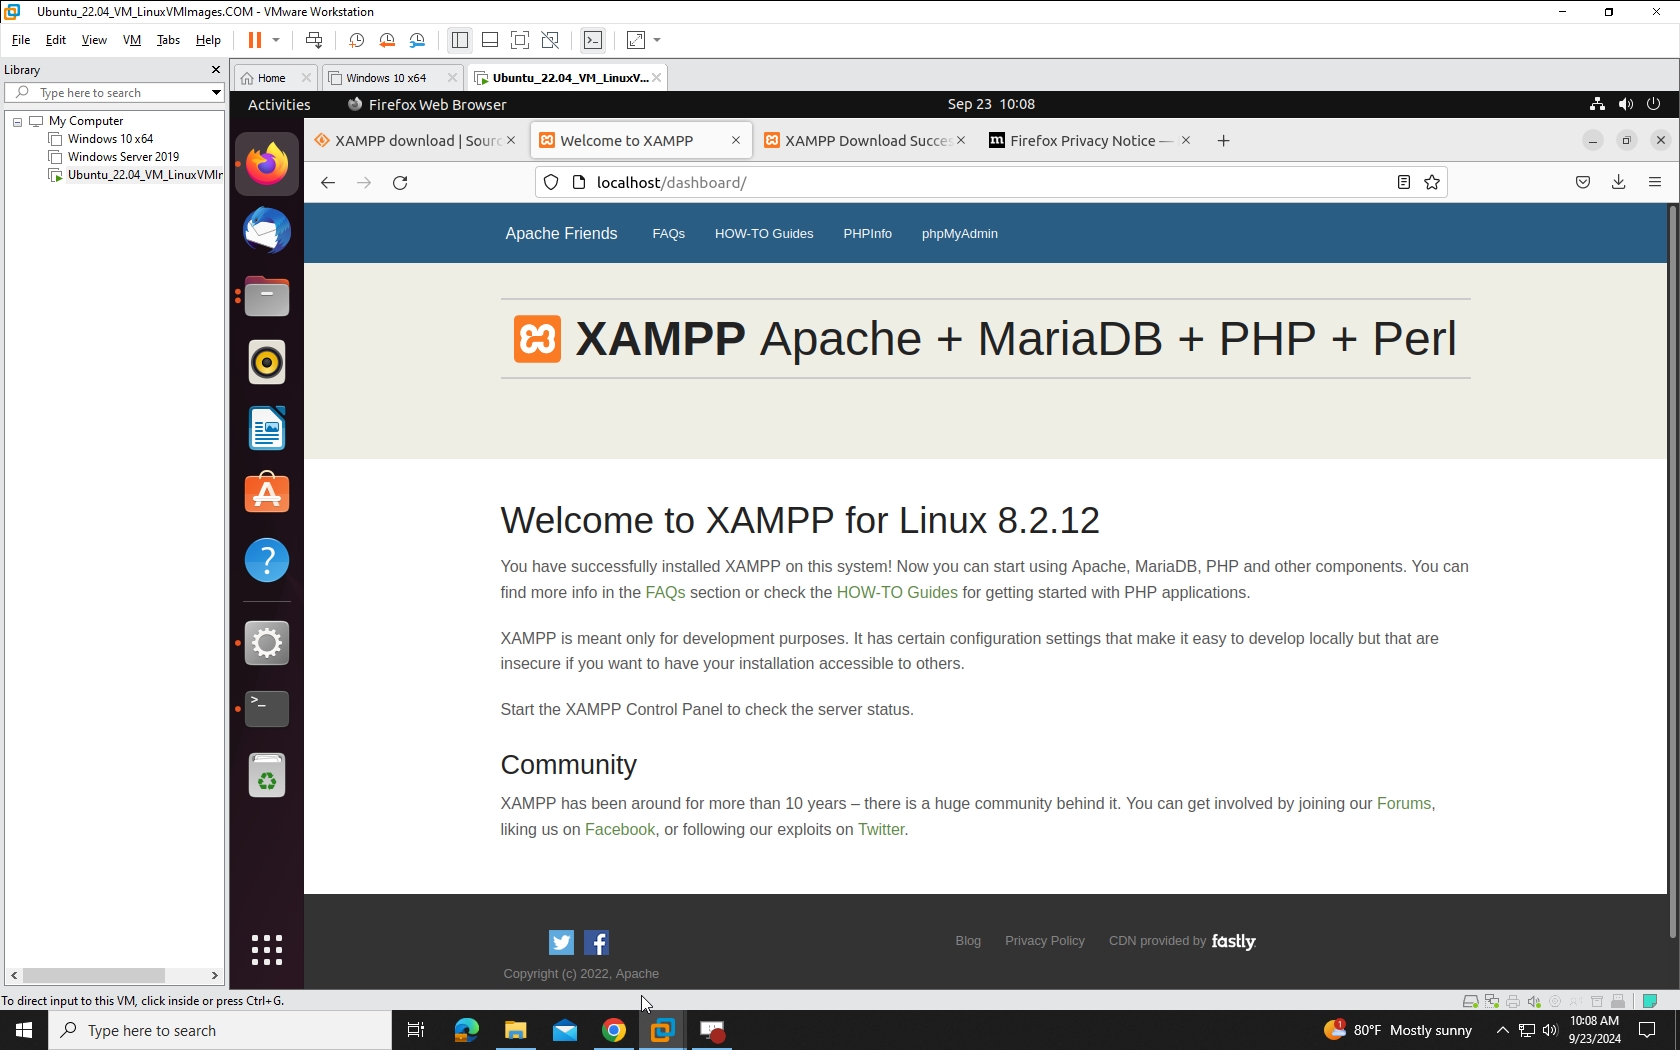 Ubuntu_22.04_VM_LinuxVMImages.COM - VMware Workstation
File Edit View VM Tabs Help
Library
Type here to search
My Computer
Windows 10 x64
Windows Server 2019
Ubuntu_22.04_VM_LinuxVMIr
Home
Windows 10 x64
Ubuntu_22.04_VM_LinuxV...
Activities
Firefox Web Browser
Sep 23 10:08
XAMPP download | Sourc
Welcome to XAMPP
XAMPP Download Succes
Firefox Privacy Notice —
localhost/dashboard/
Apache Friends
FAQs
HOW-TO Guides
PHPInfo
phpMyAdmin
XAMPP Apache + MariaDB + PHP + Perl
Welcome to XAMPP for Linux 8.2.12
You have successfully installed XAMPP on this system! Now you can start using Apache, MariaDB, PHP and other components. You can
find more info in the FAQs section or check the HOW-TO Guides for getting started with PHP applications.
XAMPP is meant only for development purposes. It has certain configuration settings that make it easy to develop locally but that are
insecure if you want to have your installation accessible to others.
Start the XAMPP Control Panel to check the server status.
Community
XAMPP has been around for more than 10 years – there is a huge community behind it. You can get involved by joining our Forums,
liking us on Facebook, or following our exploits on Twitter.
Blog
Privacy Policy
CDN provided by fastly
Copyright (c) 2022, Apache
To direct input to this VM, click inside or press Ctrl+G.
Type here to search
1
80°F Mostly sunny
10:08 AM
9/23/2024